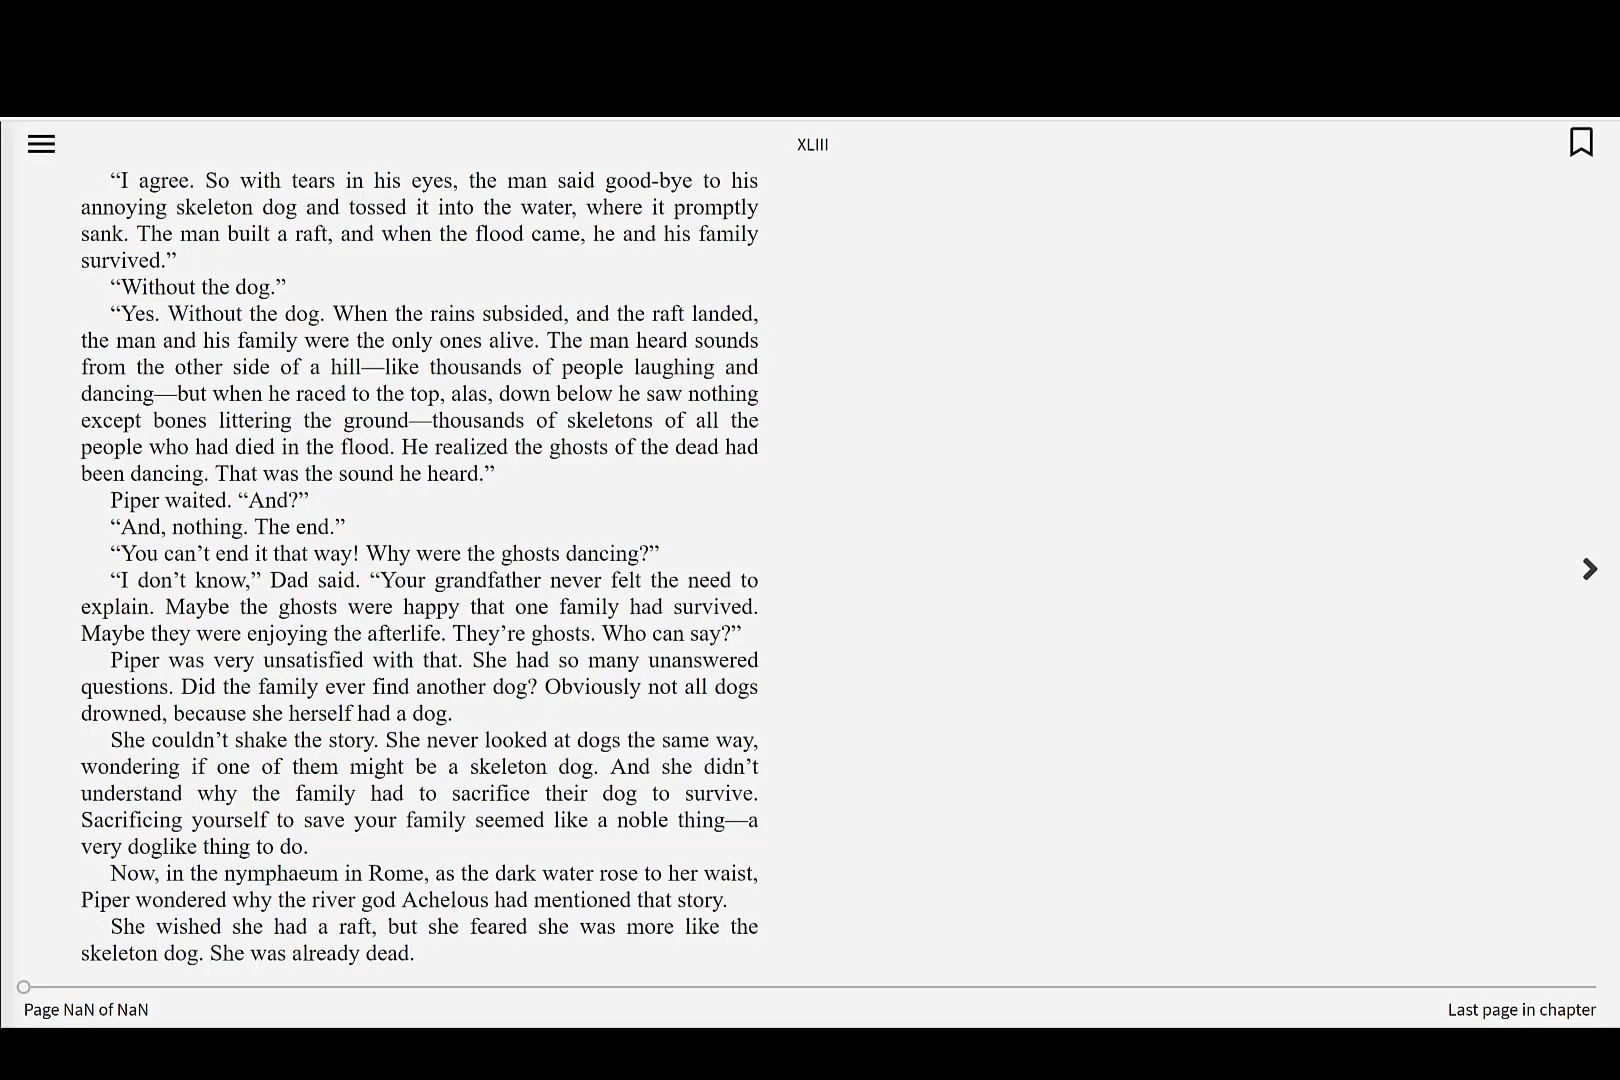 XLIII
“I agree. So with tears in his eyes, the man said good-bye to his
annoying skeleton dog and tossed it into the water, where it promptly
sank. The man built a raft, and when the flood came, he and his family
survived.”
“Without the dog.”
“Yes. Without the dog. When the rains subsided, and the raft landed,
the man and his family were the only ones alive. The man heard sounds
from the other side of a hill—like thousands of people laughing and
dancing—but when he raced to the top, alas, down below he saw nothing
except bones littering the ground—thousands of skeletons of all the
people who had died in the flood. He realized the ghosts of the dead had
been dancing. That was the sound he heard.”
Piper waited. “And?”
“And, nothing. The end.”
“You can’t end it that way! Why were the ghosts dancing?”
“I don’t know,” Dad said. “Your grandfather never felt the need to
explain. Maybe the ghosts were happy that one family had survived.
Maybe they were enjoying the afterlife. They’re ghosts. Who can say?”
Piper was very unsatisfied with that. She had so many unanswered
questions. Did the family ever find another dog? Obviously not all dogs
drowned, because she herself had a dog.
She couldn’t shake the story. She never looked at dogs the same way,
wondering if one of them might be a skeleton dog. And she didn’t
understand why the family had to sacrifice their dog to survive.
Sacrificing yourself to save your family seemed like a noble thing—a
very doglike thing to do.
Now, in the nymphaeum in Rome, as the dark water rose to her waist,
Piper wondered why the river god Achelous had mentioned that story.
She wished she had a raft, but she feared she was more like the
skeleton dog. She was already dead.
Page NaN of NaN
Last page in chapter